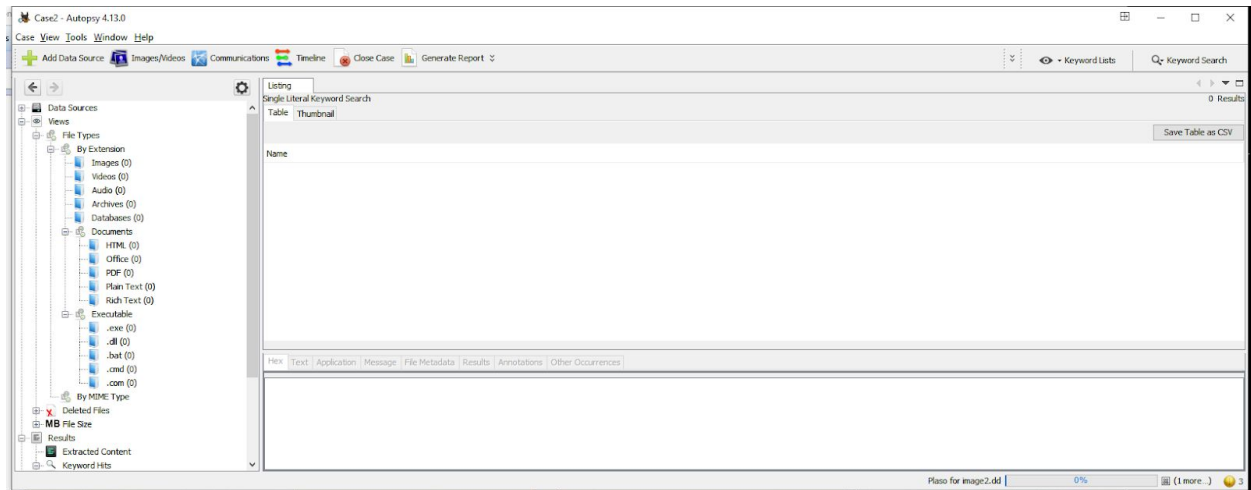 Case2 - Autopsy 4.13.0
Case View Tools Window Help
Add Data Source Images/Videos Communications Timeline Close Case Generate Report Keyword Lists Keyword Search
Listing
Single Literal Keyword Search 0 Results
Table Thumbnail
Save Table as CSV
Name
Data Sources
Views
File Types
By Extension
Images (0)
Videos (0)
Audio (0)
Archives (0)
Databases (0)
Documents
HTML (0)
Office (0)
PDF (0)
Plain Text (0)
Rich Text (0)
Executable
.exe (0)
.dll (0)
.bat (0)
.cmd (0)
.com (0)
By MIME Type
Deleted Files
MB File Size
Results
Extracted Content
Keyword Hits
Hex Text Application Message File Metadata Results Annotations Other Occurrences
Plaso for image2.dd 0% (1 more...) 3